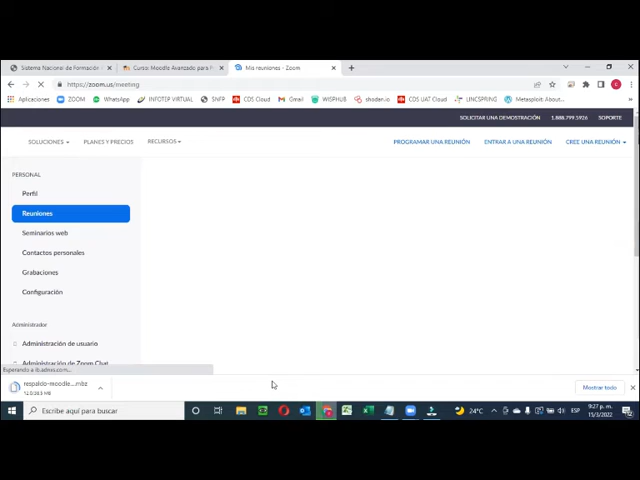 Sistema Nacional de Formación
Curso: Moodle Avanzado para P
Mis reuniones - Zoom
https://zoom.us/meeting
Aplicaciones ZOOM WhatsApp INFOTEP VIRTUAL SNFP CDS Cloud Gmail WISPHUB shodan.io CDS UAT Cloud LINCSPRING Metasploit: About...
SOLICITAR UNA DEMOSTRACIÓN 1.888.799.5926 SOPORTE
SOLUCIONES PLANES Y PRECIOS RECURSOS PROGRAMAR UNA REUNIÓN ENTRAR A UNA REUNIÓN CREE UNA REUNIÓN
PERSONAL
Perfil
Reuniones
Seminarios web
Contactos personales
Grabaciones
Configuración
Administrador
Administración de usuario
Administración de Zoom Chat
respaldo-moodle....mbz
Mostrar todo
Escribe aquí para buscar
24°C
ESP
9:27 p. m.
15/3/2022